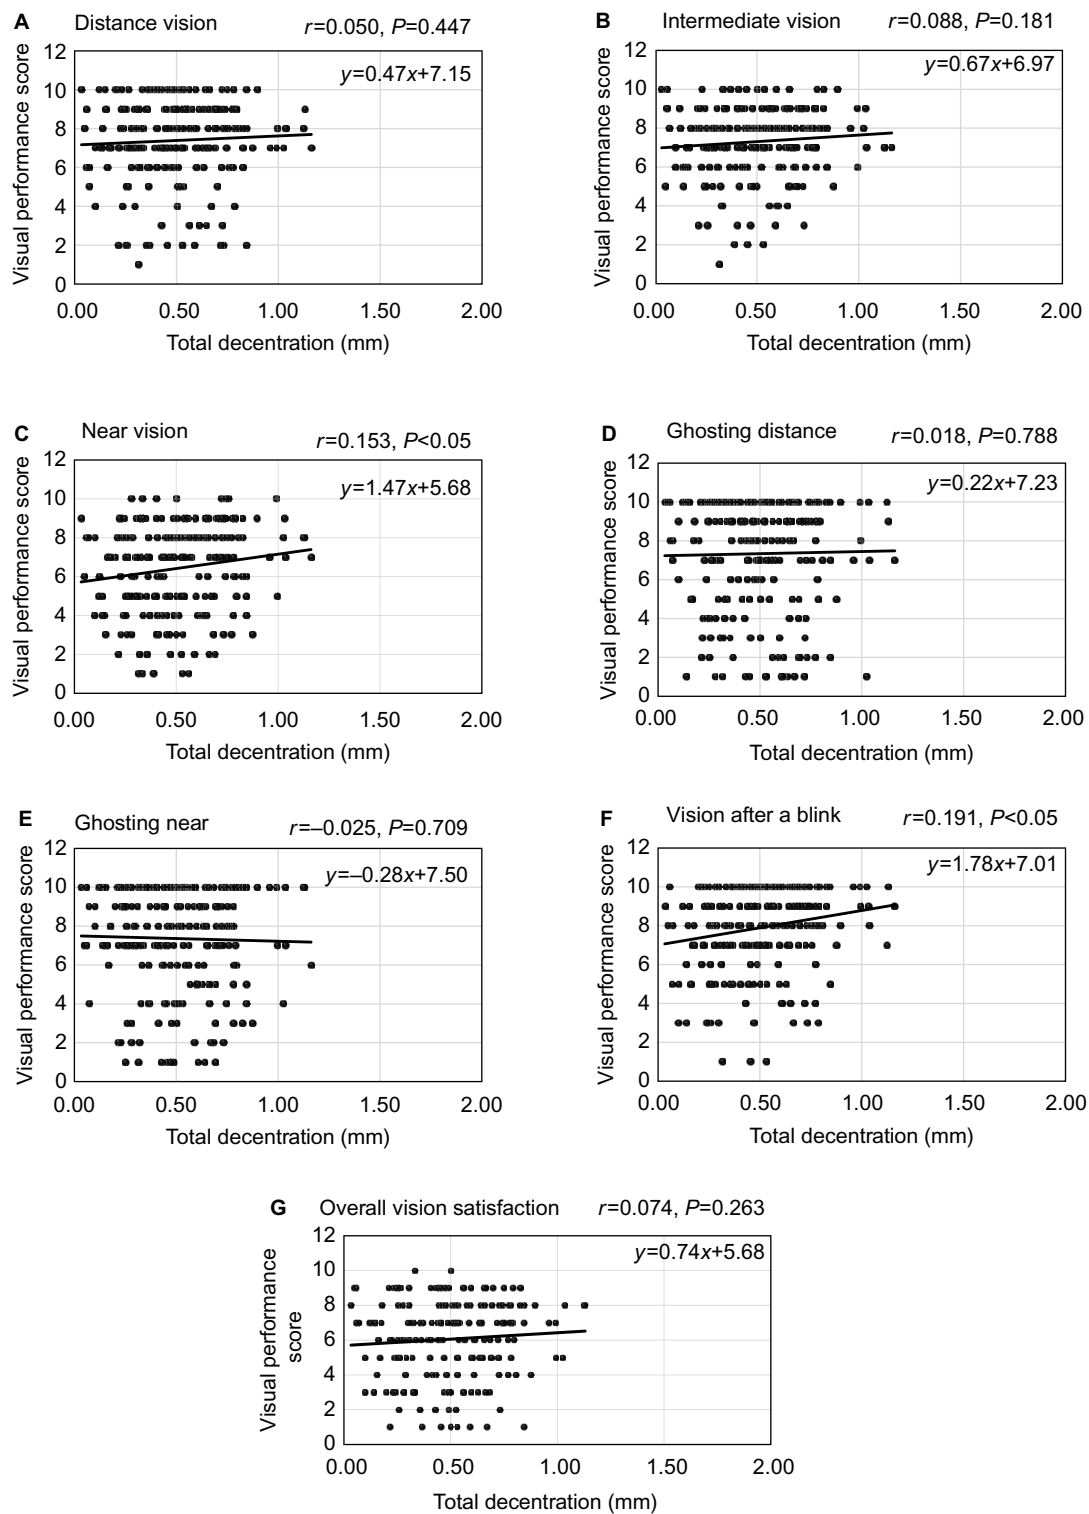 A Distance vision r=0.050, P=0.447
y=0.47x+7.15
Visual performance score
12
10
8
6
4
2
0
0.00 0.50 1.00 1.50 2.00
Total decentration (mm)
B Intermediate vision r=0.088, P=0.181
y=0.67x+6.97
Visual performance score
12
10
8
6
4
2
0
0.00 0.50 1.00 1.50 2.00
Total decentration (mm)
C Near vision r=0.153, P<0.05
y=1.47x+5.68
Visual performance score
12
10
8
6
4
2
0
0.00 0.50 1.00 1.50 2.00
Total decentration (mm)
D Ghosting distance r=0.018, P=0.788
y=0.22x+7.23
Visual performance score
12
10
8
6
4
2
0
0.00 0.50 1.00 1.50 2.00
Total decentration (mm)
E Ghosting near r=–0.025, P=0.709
y=–0.28x+7.50
Visual performance score
12
10
8
6
4
2
0
0.00 0.50 1.00 1.50 2.00
Total decentration (mm)
F Vision after a blink r=0.191, P<0.05
y=1.78x+7.01
Visual performance score
12
10
8
6
4
2
0
0.00 0.50 1.00 1.50 2.00
Total decentration (mm)
G Overall vision satisfaction r=0.074, P=0.263
y=0.74x+5.68
Visual performance
score
12
10
8
6
4
2
0
0.00 0.50 1.00 1.50 2.00
Total decentration (mm)